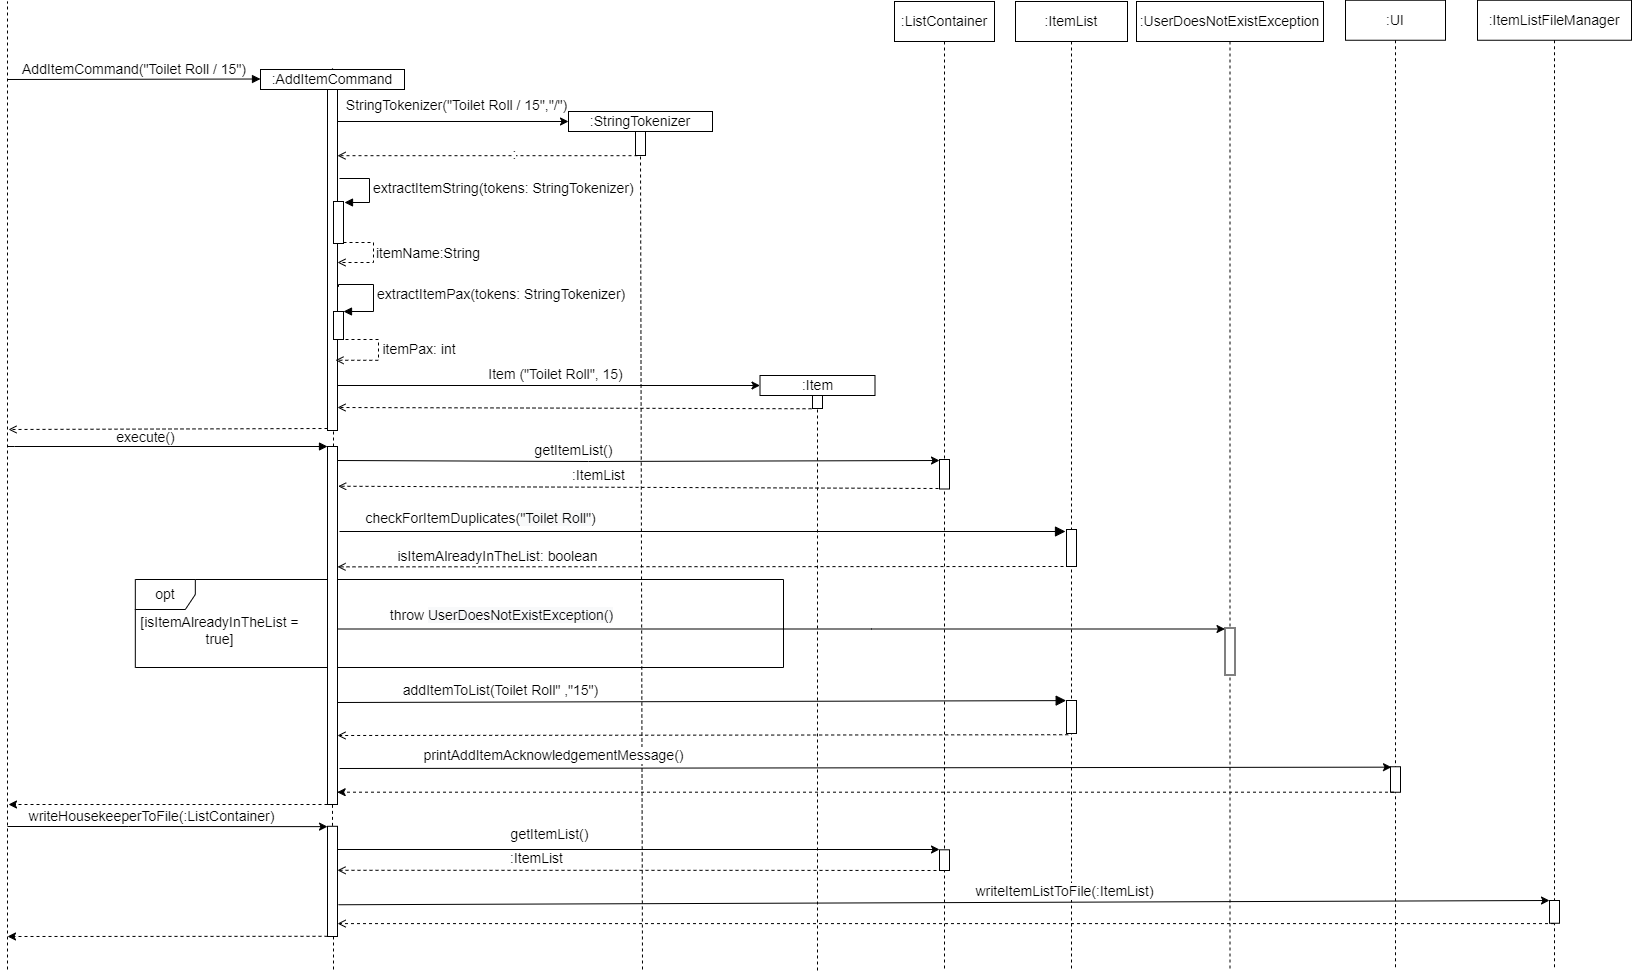 :ListContainer
:ItemList
:UserDoesNotExistException
:UI
:ItemListFileManager
AddItemCommand("Toilet Roll / 15")
:AddItemCommand
StringTokenizer("Toilet Roll / 15","/")
:StringTokenizer
:
extractItemString(tokens: StringTokenizer)
itemName:String
extractItemPax(tokens: StringTokenizer)
itemPax: int
Item ("Toilet Roll", 15)
:Item
execute()
getItemList()
:ItemList
checkForItemDuplicates("Toilet Roll")
isItemAlreadyInTheList: boolean
opt
[isItemAlreadyInTheList =
true]
throw UserDoesNotExistException()
addItemToList(Toilet Roll" ,"15")
printAddItemAcknowledgementMessage()
writeHousekeeperToFile(:ListContainer)
getItemList()
:ItemList
writeItemListToFile(:ItemList)